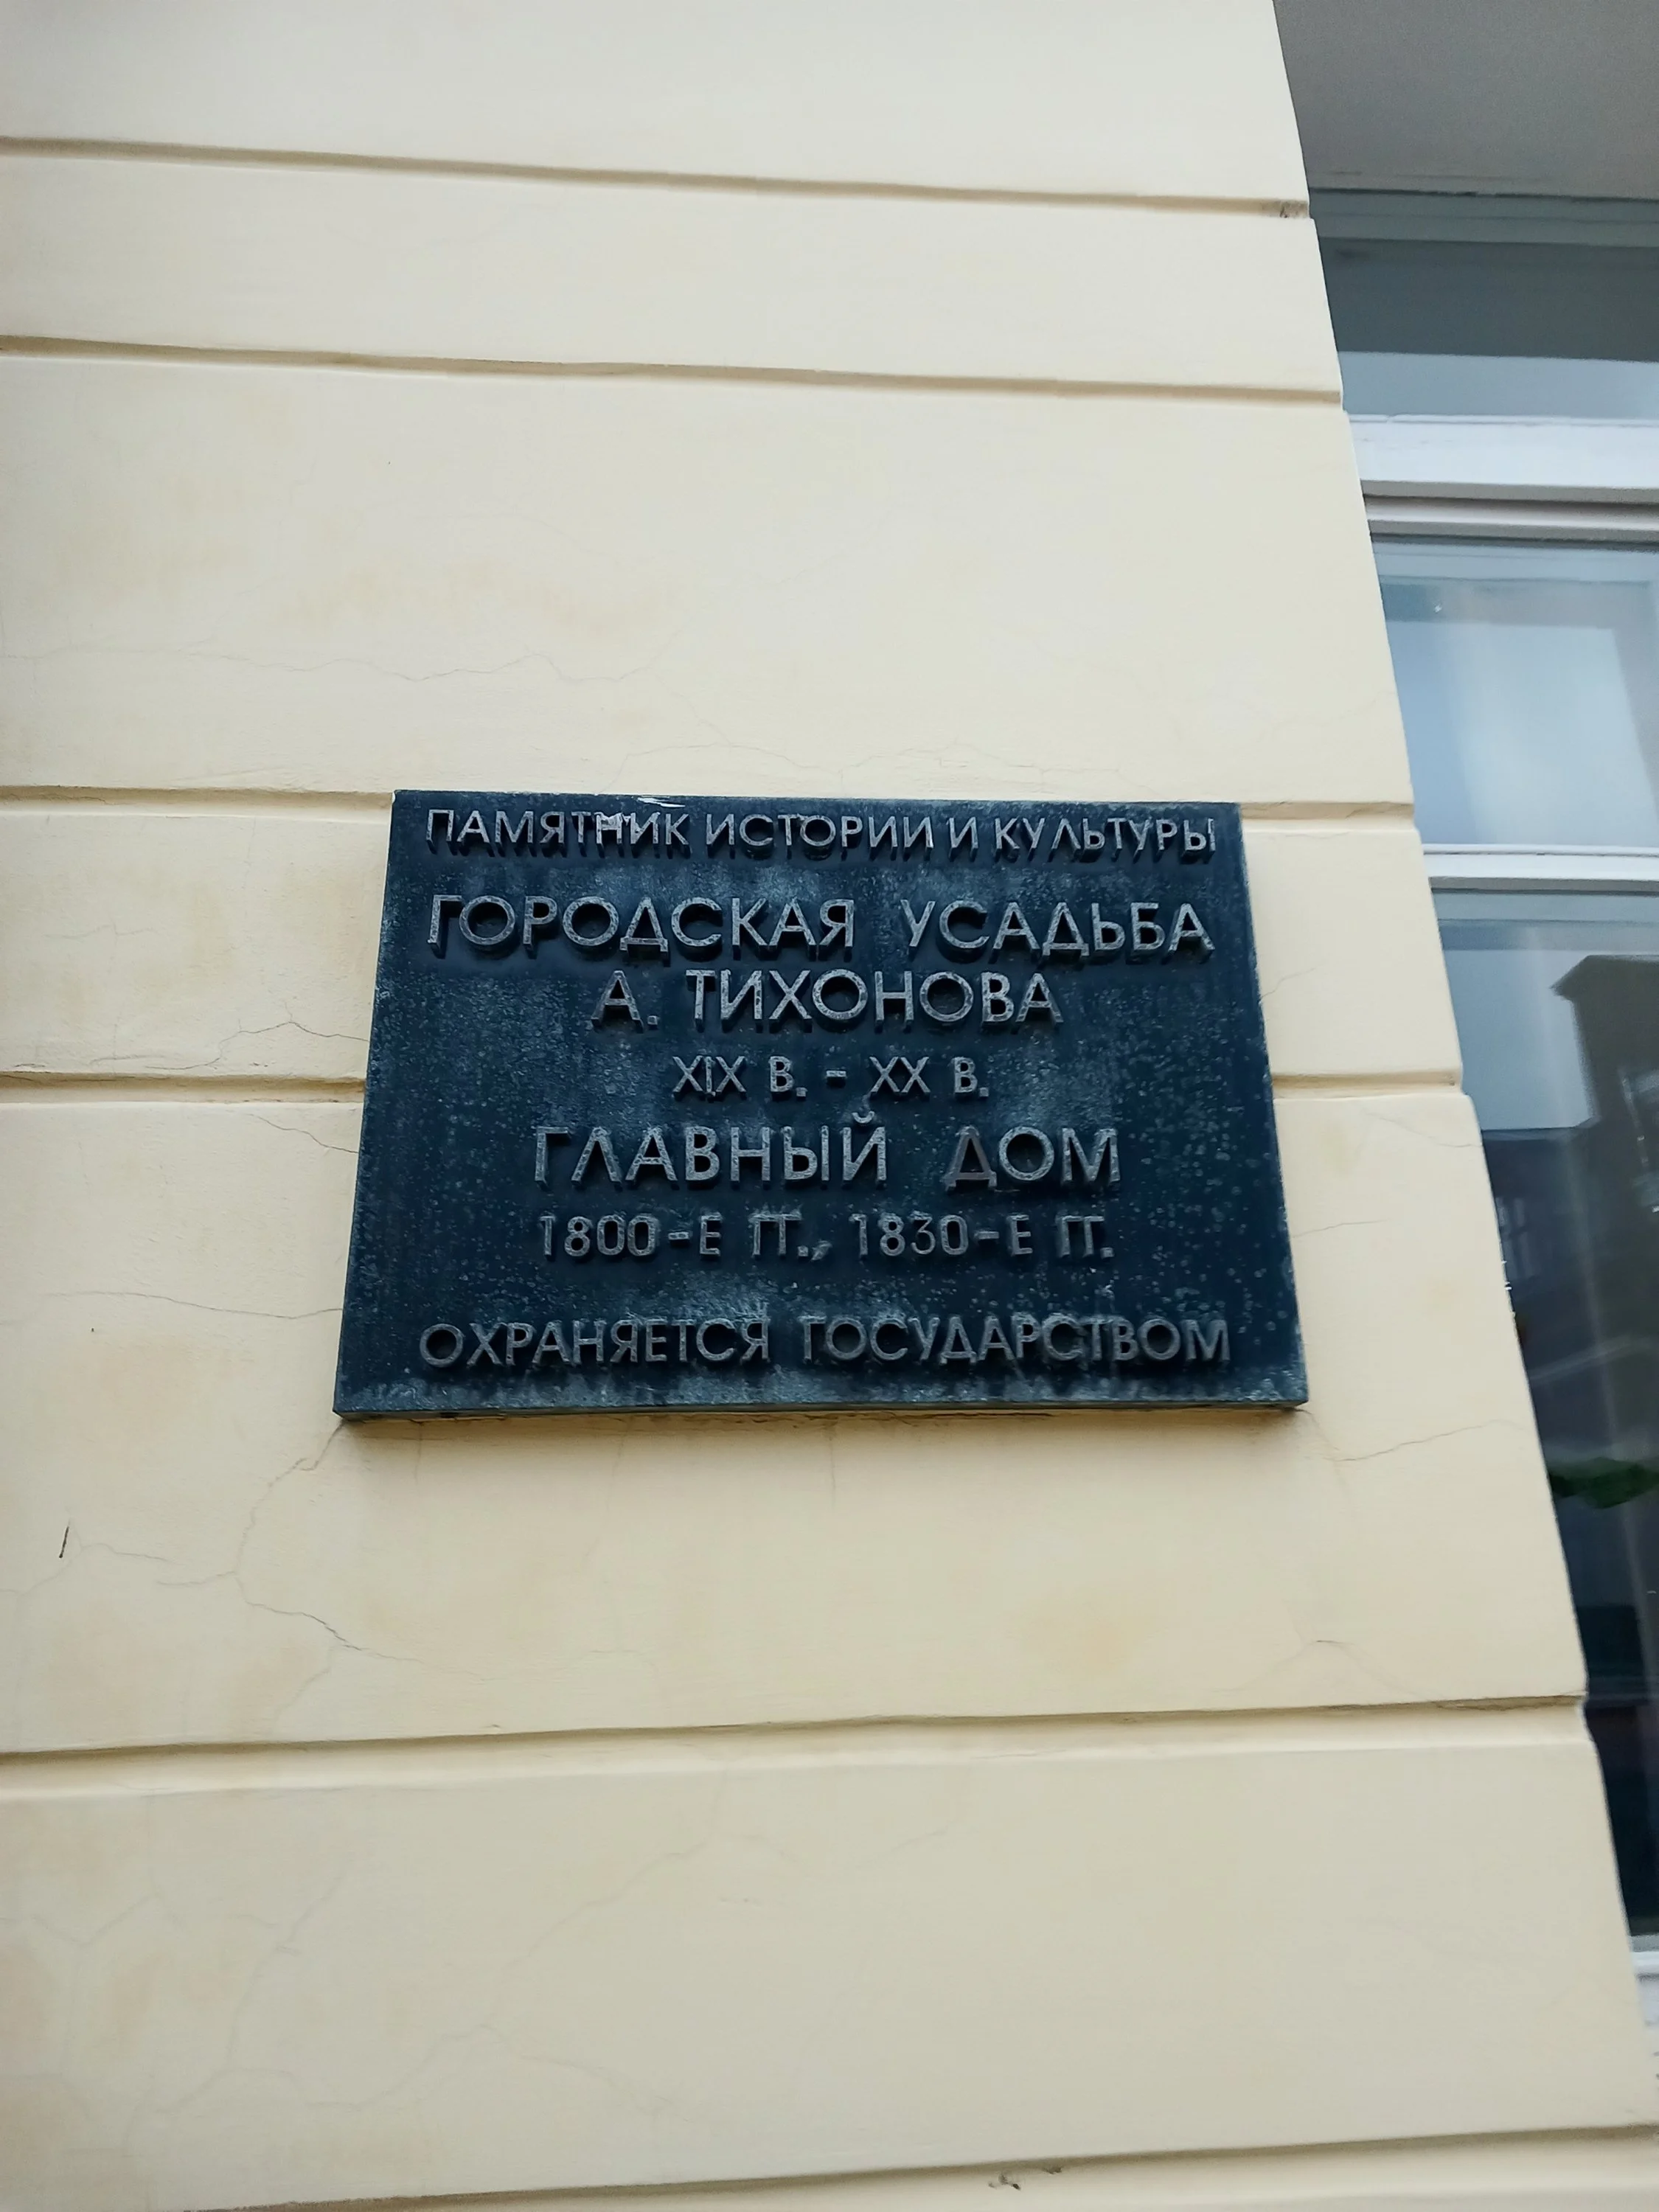 ПАМЯТНИК ИСТОРИИ И КУЛЬТУРЫ
ГОРОДСКАЯ УСАДЬБА
А. ТИХОНОВА
XIX В. - XX В.
ГЛАВНЫЙ ДОМ
1800-Е ГГ., 1830-Е ГГ.
ОХРАНЯЕТСЯ ГОСУДАРСТВОМ